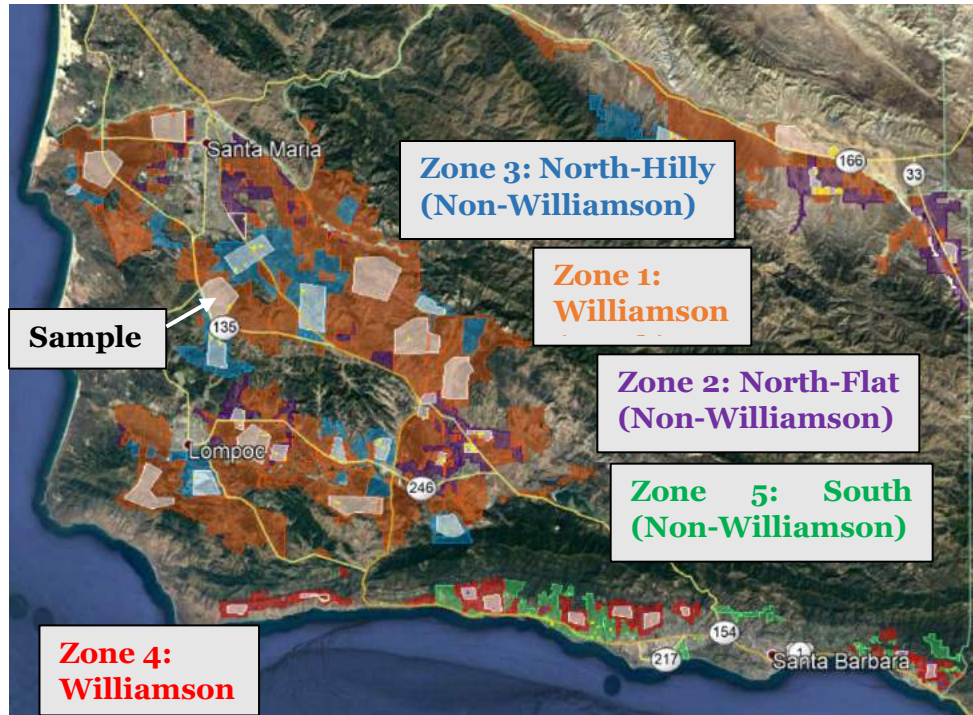 Santa Maria
Zone 3: North-Hilly
(Non-Williamson)
166
33
Zone 1:
Williamson
Sample
135
Zone 2: North-Flat
(Non-Williamson)
Lompoc
246
Zone 5: South
(Non-Williamson)
154
1
217
Santa Barbara
Zone 4:
Williamson